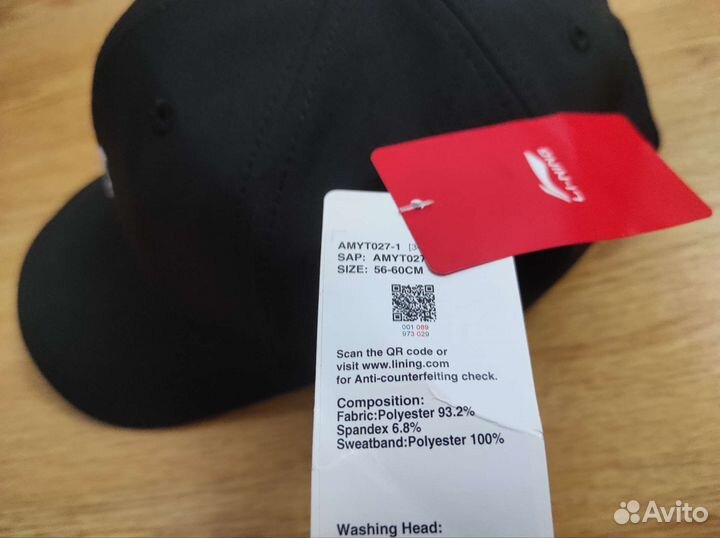 LI-NING
AMYT027-1
SAP: AMYT027
SIZE: 56-60CM
001 089
973 029
Scan the QR code or
visit www.lining.com
for Anti-counterfeiting check.
Composition:
Fabric:Polyester 93.2%
Spandex 6.8%
Sweatband:Polyester 100%
Washing Head:
Avito